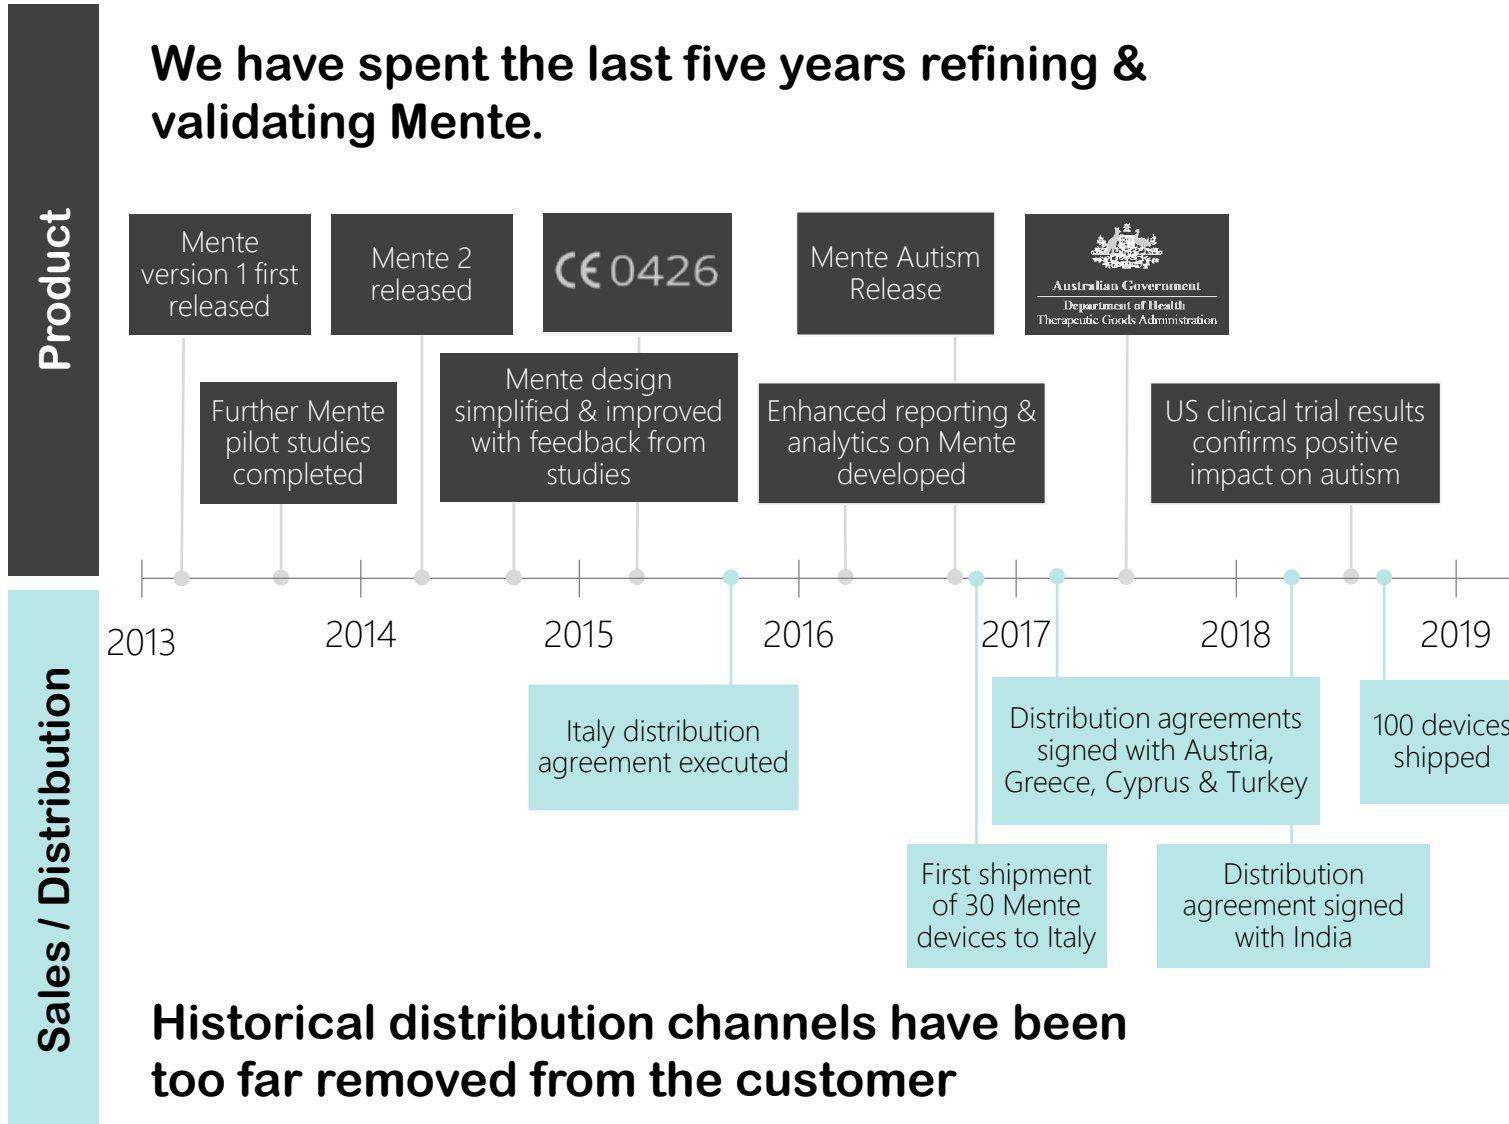 We have spent the last five years refining &
validating Mente.
Product
Mente
version 1 first
released
Mente 2
released
CE 0426
Mente Autism
Release
Australian Government
Department of Health
Therapeutic Goods Administration
Further Mente
pilot studies
completed
Mente design
simplified & improved
with feedback from
studies
Enhanced reporting &
analytics on Mente
developed
US clinical trial results
confirms positive
impact on autism
2013
2014
2015
2016
2017
2018
2019
Sales / Distribution
Italy distribution
agreement executed
Distribution agreements
signed with Austria,
Greece, Cyprus & Turkey
100 devices
shipped
First shipment
of 30 Mente
devices to Italy
Distribution
agreement signed
with India
Historical distribution channels have been
too far removed from the customer